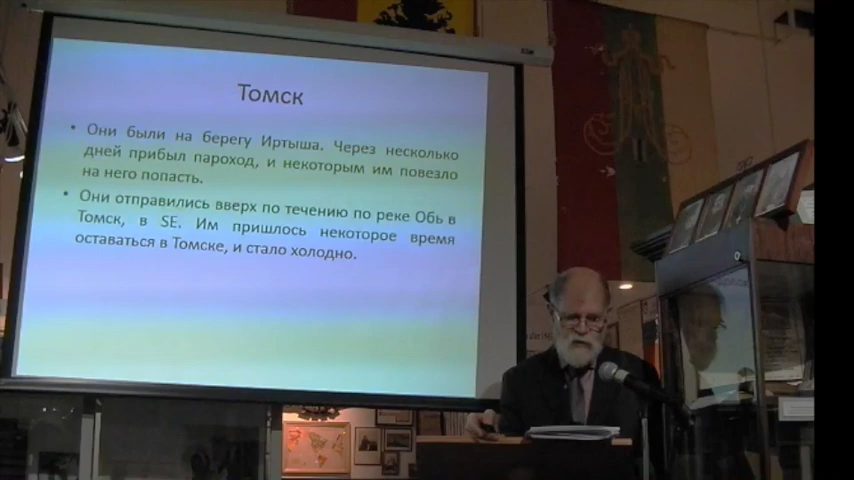 Томск
• Они были на берегу Иртыша. Через несколько
дней прибыл пароход, и некоторым им повезло
на него попасть.
• Они отправились вверх по течению по реке Обь в
Томск, в SE. Им пришлось некоторое время
оставаться в Томске, и стало холодно.